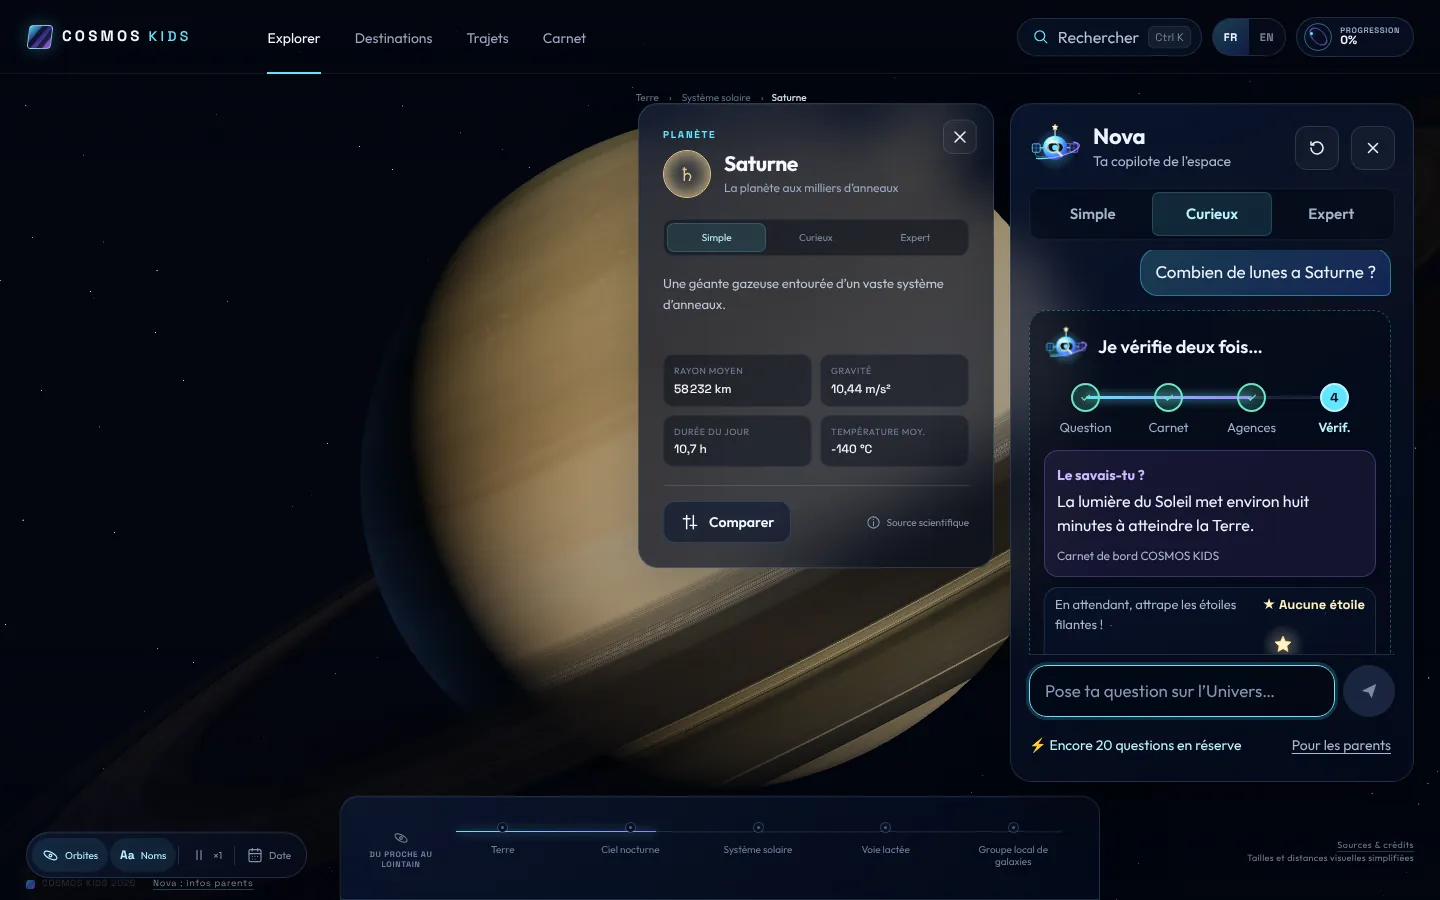 COSMOS KIDS
Explorer
Destinations
Trajets
Carnet
Rechercher
Ctrl K
FR
EN
PROGRESSION
0%
Terre › Système solaire › Saturne
PLANÈTE
♄
Saturne
La planète aux milliers d'anneaux
Simple
Curieux
Expert
Une géante gazeuse entourée d'un vaste système
d'anneaux.
RAYON MOYEN
58 232 km
GRAVITÉ
10,44 m/s²
DURÉE DU JOUR
10,7 h
TEMPÉRATURE MOY.
-140 °C
Comparer
Source scientifique
Nova
Ta copilote de l'espace
Simple
Curieux
Expert
Combien de lunes a Saturne ?
Je vérifie deux fois…
4
Question
Carnet
Agences
Vérif.
Le savais-tu ?
La lumière du Soleil met environ huit
minutes à atteindre la Terre.
Carnet de bord COSMOS KIDS
En attendant, attrape les étoiles
filantes !
★ Aucune étoile
Pose ta question sur l'Univers…
⚡ Encore 20 questions en réserve
Pour les parents
DU PROCHE AU
LOINTAIN
Terre
Ciel nocturne
Système solaire
Voie lactée
Groupe local de
galaxies
Orbites
Aa Noms
×1
Date
COSMOS KIDS 2026
Nova : infos parents
Sources & crédits
Tailles et distances visuelles simplifiées